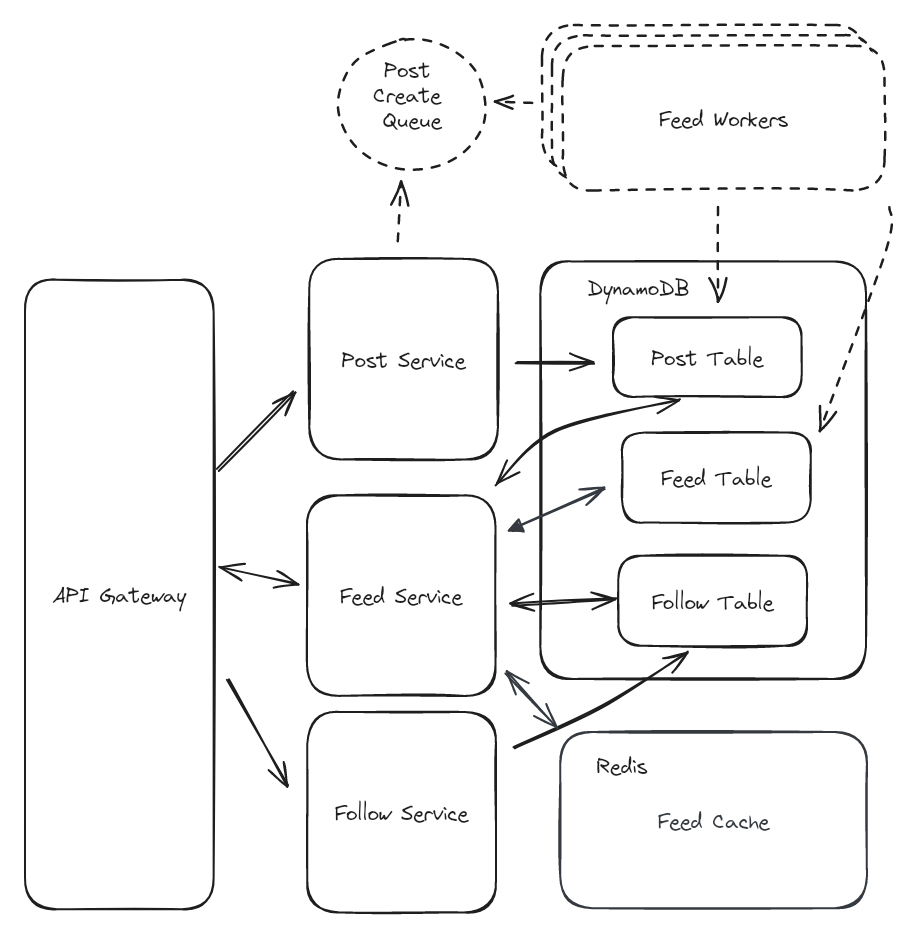 Post
Create
Queue
Feed Workers
DynamoDB
Post Service
Post Table
Feed Table
API Gateway
Feed Service
Follow Table
Redis
Follow Service
Feed Cache